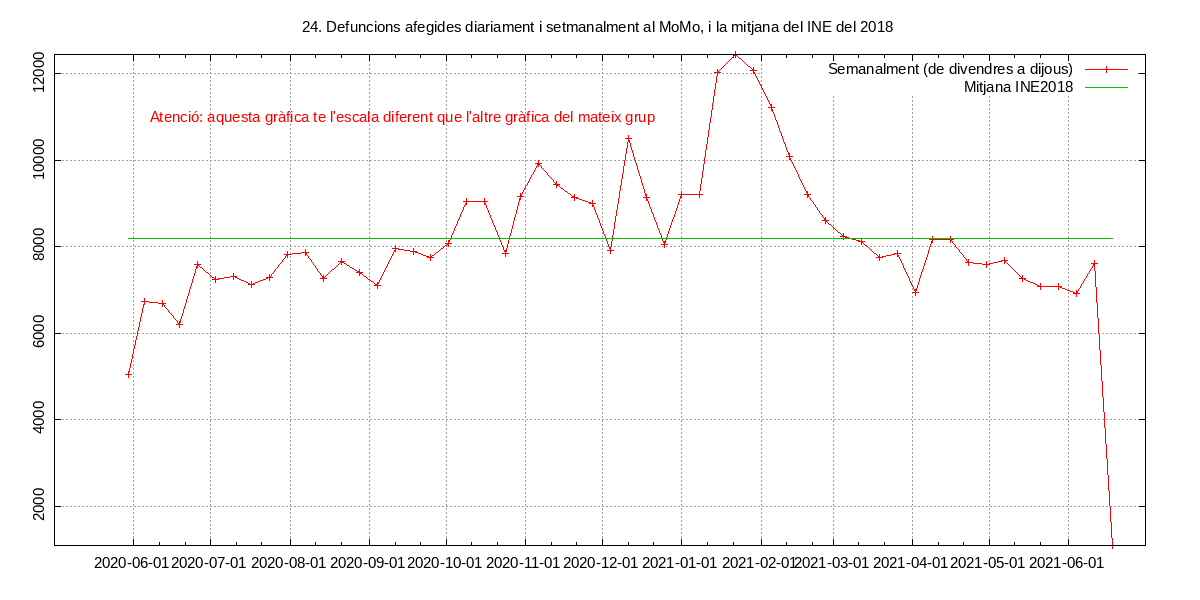 24. Defuncions afegides diariament i setmanalment al MoMo, i la mitjana del INE del 2018
Semanalment (de divendres a dijous)
Mitjana INE2018
Atenció: aquesta gràfica te l'escala diferent que l'altre gràfica del mateix grup
12000
10000
8000
6000
4000
2000
2020-06-01 2020-07-01 2020-08-01 2020-09-01 2020-10-01 2020-11-01 2020-12-01 2021-01-01 2021-02-01 2021-03-01 2021-04-01 2021-05-01 2021-06-01